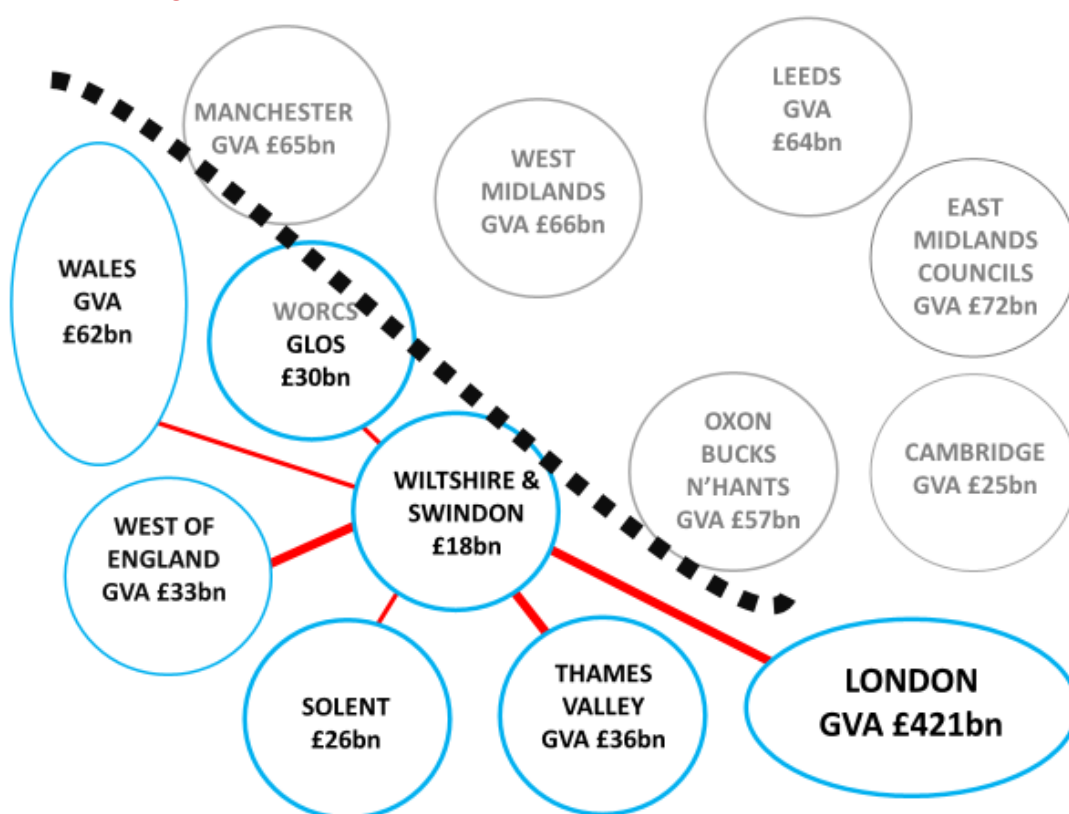 MANCHESTER
GVA £65bn
WEST
MIDLANDS
GVA £66bn
LEEDS
GVA
£64bn
EAST
MIDLANDS
COUNCILS
GVA £72bn
WALES
GVA
£62bn
WORCS
GLOS
£30bn
OXON
BUCKS
N'HANTS
GVA £57bn
CAMBRIDGE
GVA £25bn
WILTSHIRE &
SWINDON
£18bn
WEST OF
ENGLAND
GVA £33bn
SOLENT
£26bn
THAMES
VALLEY
GVA £36bn
LONDON
GVA £421bn